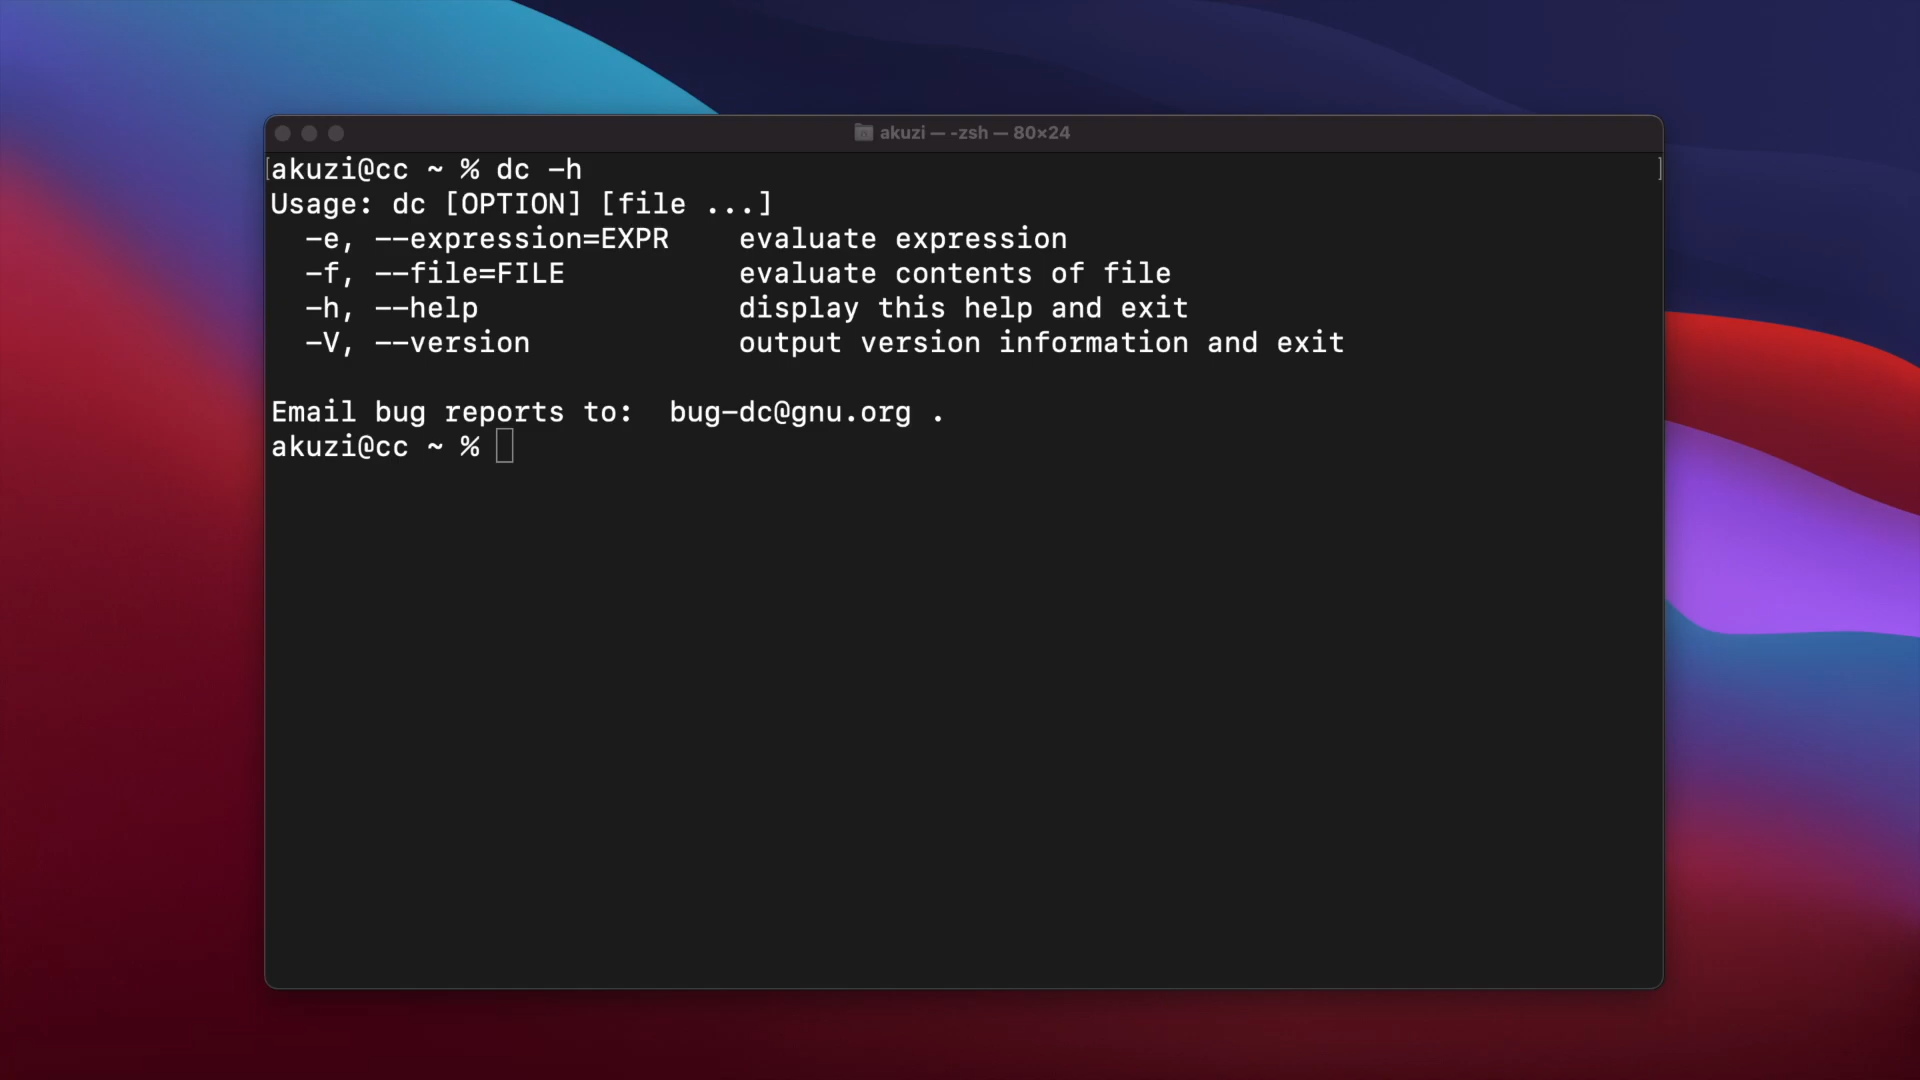 akuzi — -zsh — 80×24
akuzi@cc ~ % dc -h
Usage: dc [OPTION] [file ...]
  -e, --expression=EXPR    evaluate expression
  -f, --file=FILE          evaluate contents of file
  -h, --help               display this help and exit
  -V, --version            output version information and exit

Email bug reports to:  bug-dc@gnu.org .
akuzi@cc ~ %